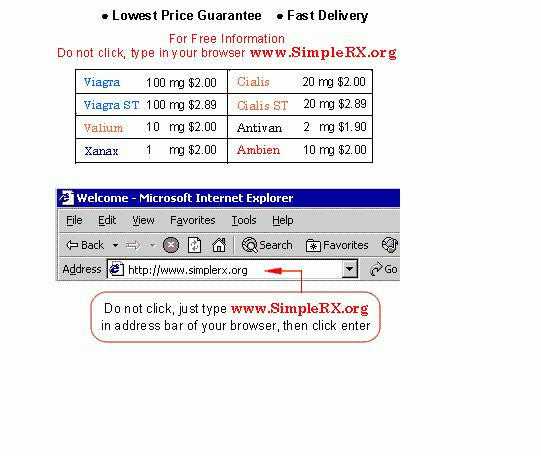 ● Lowest Price Guarantee ● Fast Delivery
For Free Information
Do not click, type in your browser www.SimpleRX.org
Viagra 100 mg $2.00 Cialis 20 mg $2.00
Viagra ST 100 mg $2.89 Cialis ST 20 mg $2.89
Valium 10 mg $2.00 Antivan 2 mg $1.90
Xanax 1 mg $2.00 Ambien 10 mg $2.00
Welcome - Microsoft Internet Explorer
File Edit View Favorites Tools Help
Back Search Favorites
Address http://www.simplerx.org Go
Do not click, just type www.SimpleRX.org
in address bar of your browser, then click enter